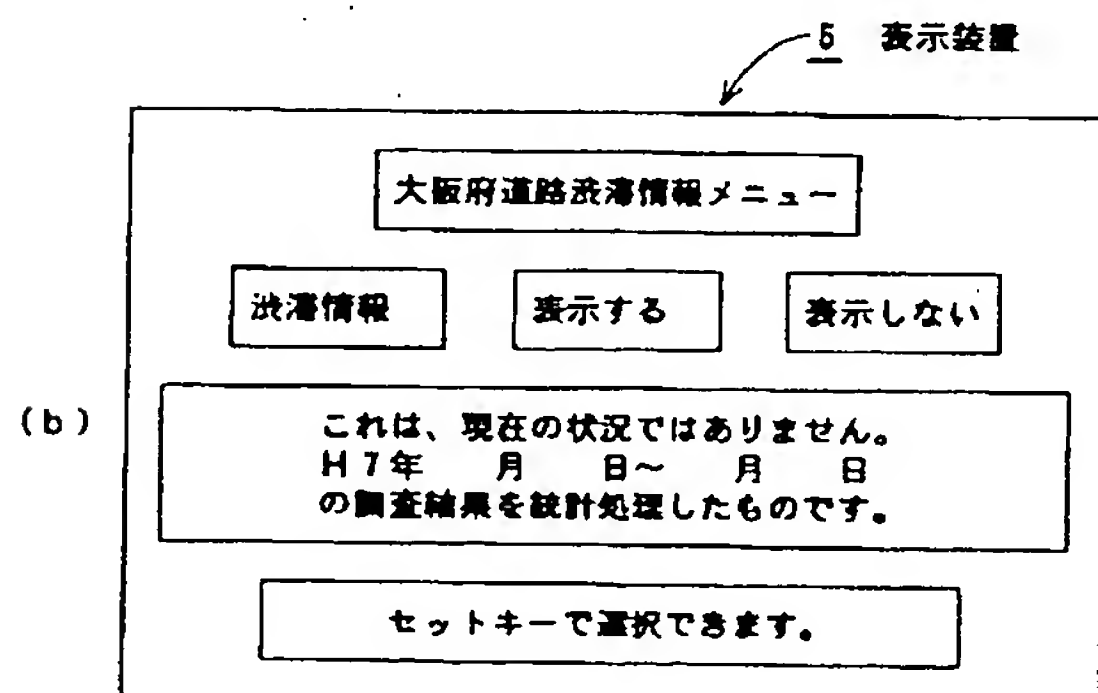 5 表示装置
大阪府道路渋滞情報メニュー
渋滞情報 表示する 表示しない
(b)
これは、現在の状況ではありません。
H7年 月 日~ 月 日
の調査結果を統計処理したものです。
セットキーで選択できます。